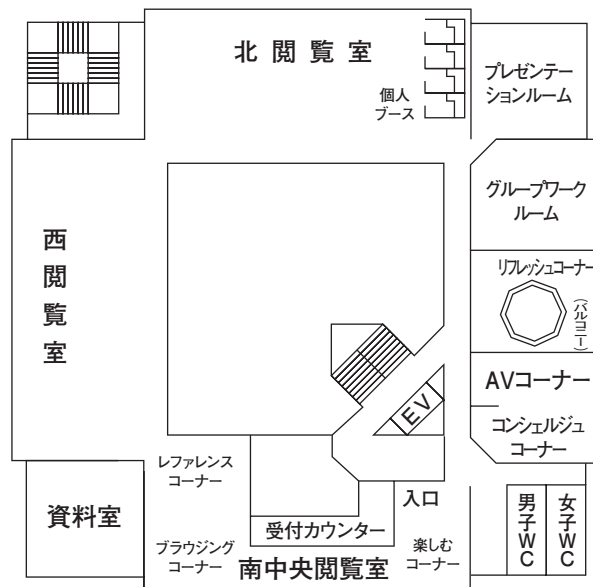 北閲覧室
個人
ブース
プレゼンテー
ションルーム
グループワーク
ルーム
西閲覧室
リフレッシュコーナー
(バルコニー)
AVコーナー
EV
コンシェルジュ
コーナー
レファレンス
コーナー
資料室
入口
受付カウンター
男子WC
女子WC
ブラウジング
コーナー
南中央閲覧室
楽しむ
コーナー